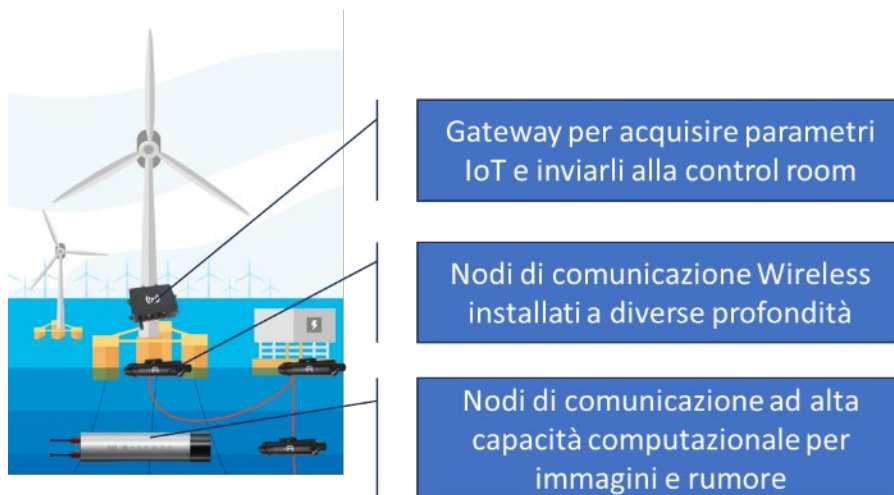 Gateway per acquisire parametri
IoT e inviarli alla control room
Nodi di comunicazione Wireless
installati a diverse profondità
Nodi di comunicazione ad alta
capacità computazionale per
immagini e rumore